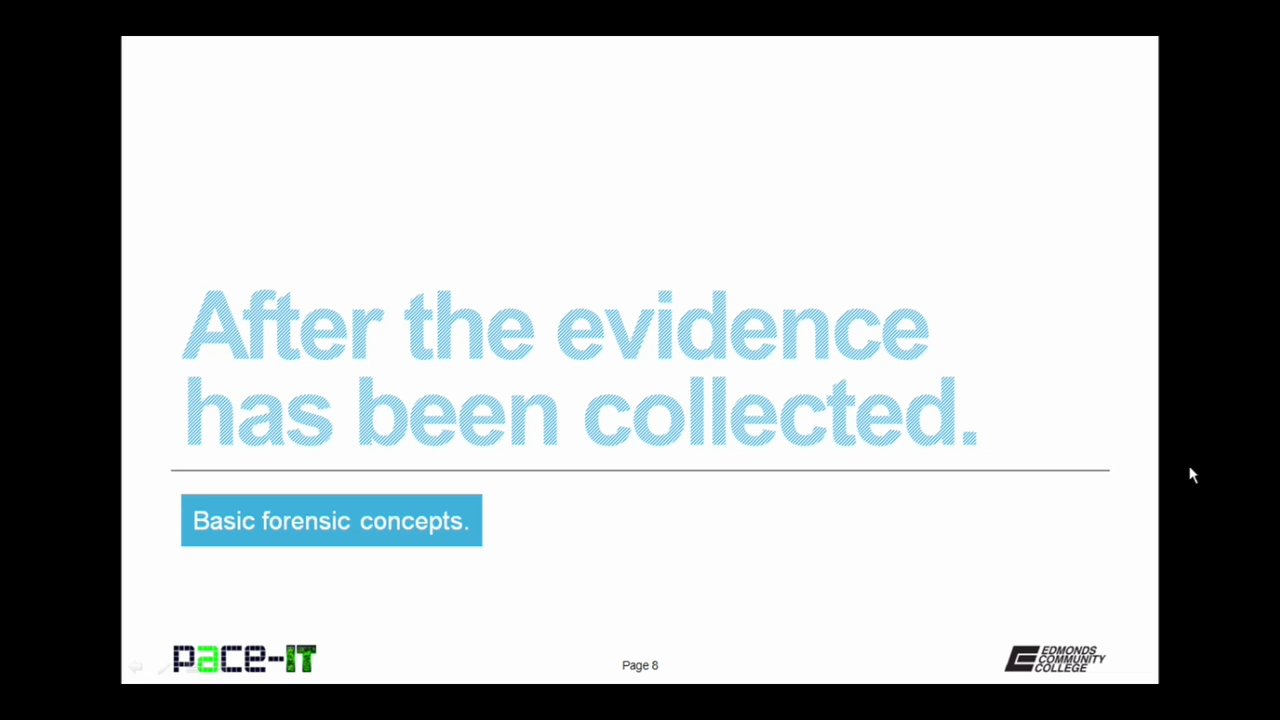 After the evidence
has been collected.
Basic forensic concepts.
pace-IT
Page 8
EDMONDS
COMMUNITY
COLLEGE